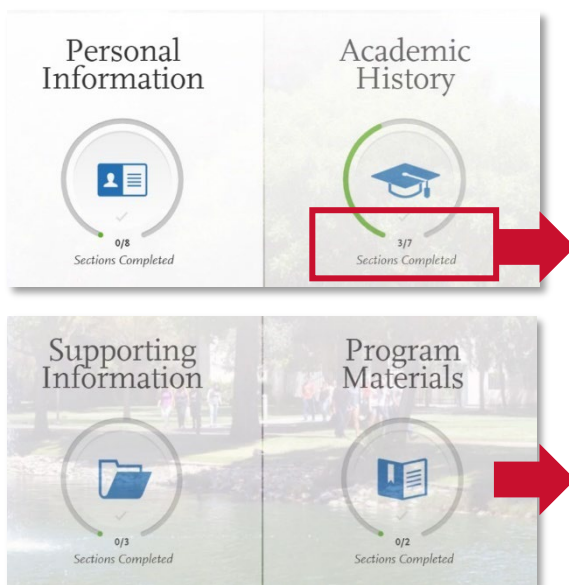 Personal
Information
0/8
Sections Completed
Academic
History
3/7
Sections Completed
Supporting
Information
0/3
Sections Completed
Program
Materials
0/2
Sections Completed